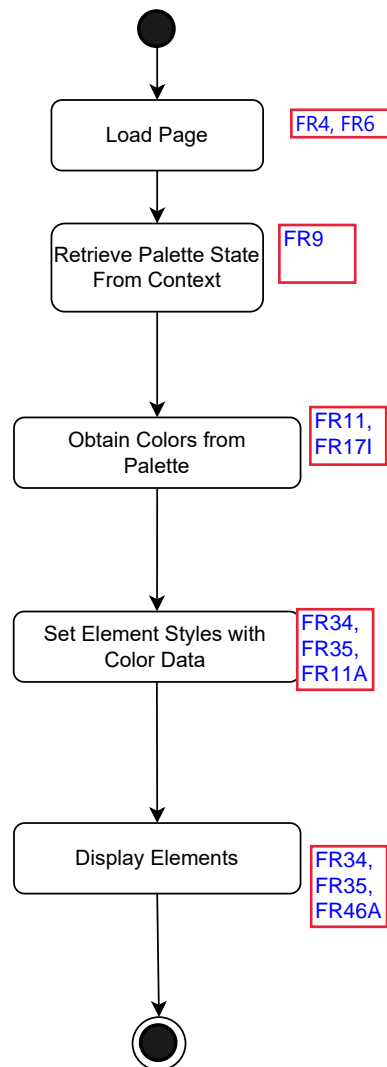 Load Page
FR4, FR6
Retrieve Palette State
From Context
FR9
Obtain Colors from
Palette
FR11,
FR17I
Set Element Styles with
Color Data
FR34,
FR35,
FR11A
Display Elements
FR34,
FR35,
FR46A